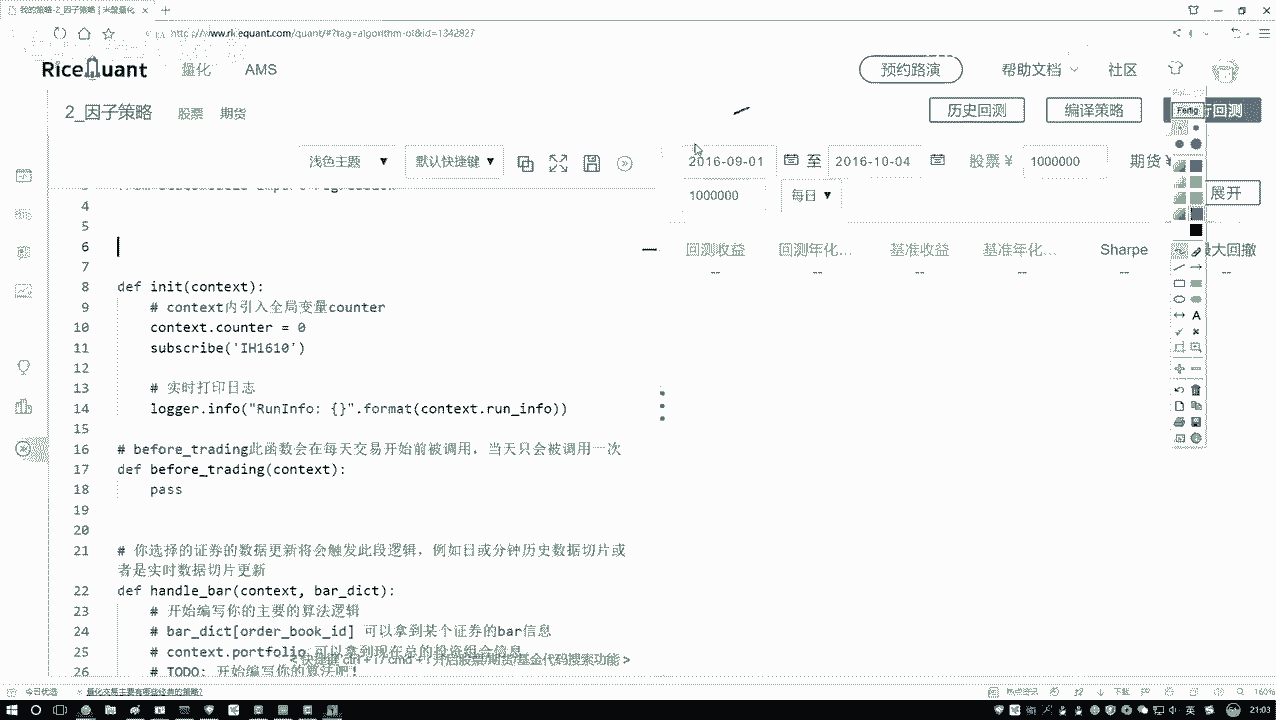 我的策略-2_因子策略 | 米筐量化
ricequant.com/quant/#?tag=algorithm-
RiceQuant 量化 AMS 预约路演 帮助文档 社区
2_因子策略 股票 期货 历史回测 编译策略 行回测
浅色主题 默认快捷键 2016-09-01 至 2016-10-04 股票 ¥ 1000000 期货 ¥
1000000 每日 展开
回测收益 回测年化... 基准收益 基准年化... Sharpe 最大回撤
-- -- -- -- -- --
4
5
6
7
8 def init(context):
9 # context内引入全局变量counter
10 context.counter = 0
11 subscribe('IH1610')
12
13 # 实时打印日志
14 logger.info("RunInfo: {}".format(context.run_info))
15
16 # before_trading此函数会在每天交易开始前被调用，当天只会被调用一次
17 def before_trading(context):
18 pass
19
20
21 # 你选择的证券的数据更新将会触发此段逻辑，例如日或分钟历史数据切片或
者是实时数据切片更新
22 def handle_bar(context, bar_dict):
23 # 开始编写你的主要的算法逻辑
24 # bar_dict[order_book_id] 可以拿到某个证券的bar信息
25 # context.portfolio 可以拿到现在总的投资组合信息
<快捷键 ctrl + i / cmd + i 开启股票/期货/基金代码搜索功能 >
26 # TODO: 开始编写你的算法吧！
今日优选 量化交易主要有哪些经典的策略? 热点资讯 下载 160%
英 21:03
Fertig
A